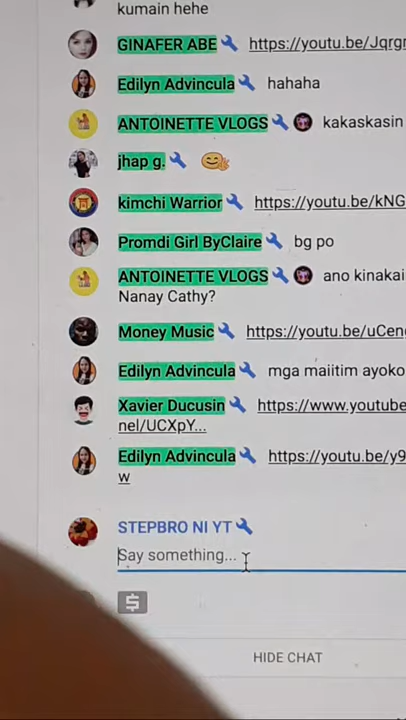 kumain hehe
GINAFER ABE https://youtu.be/Jqrgr
Edilyn Advincula hahaha
ANTOINETTE VLOGS kakaskasin
jhap g.
kimchi Warrior https://youtu.be/kNG
Promdi Girl ByClaire bg po
ANTOINETTE VLOGS ano kinakai
Nanay Cathy?
Money Music https://youtu.be/uCen
Edilyn Advincula mga maiitim ayoko
Xavier Ducusin https://www.youtube
nel/UCXpY...
Edilyn Advincula https://youtu.be/y9
w
STEPBRO NI YT
Say something...
$
HIDE CHAT